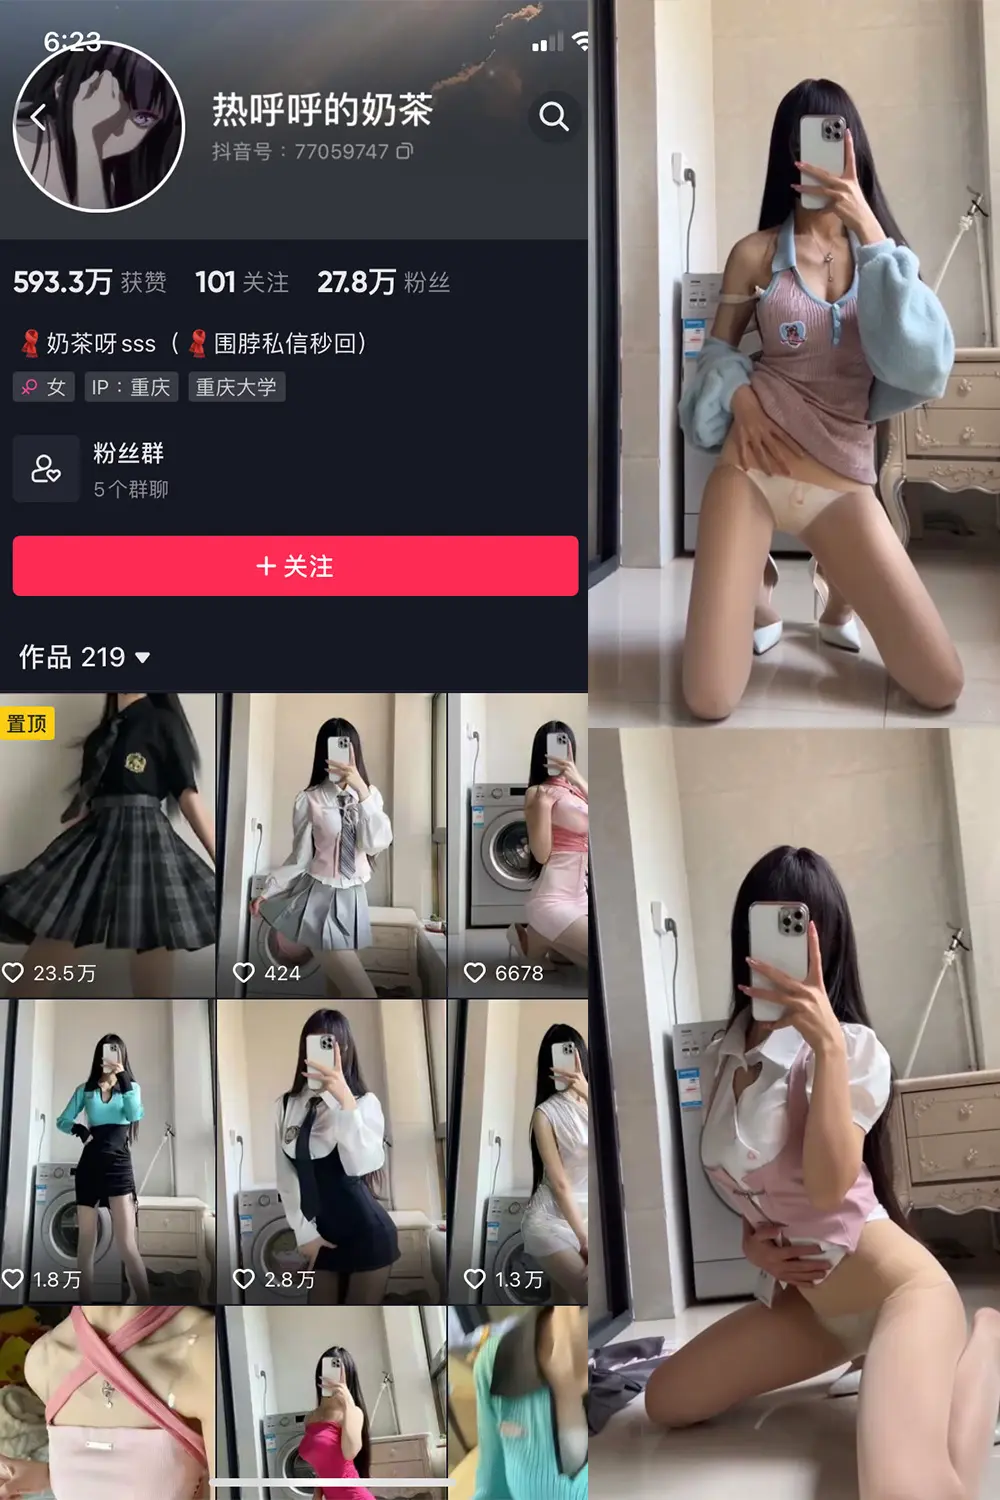 6:23
热呼呼的奶茶
抖音号：77059747
593.3万 获赞 101 关注 27.8万 粉丝
🧣奶茶呀sss（🧣围脖私信秒回）
女 IP：重庆 重庆大学
粉丝群
5个群聊
+ 关注
作品 219
置顶
23.5万
424
6678
1.8万
2.8万
1.3万